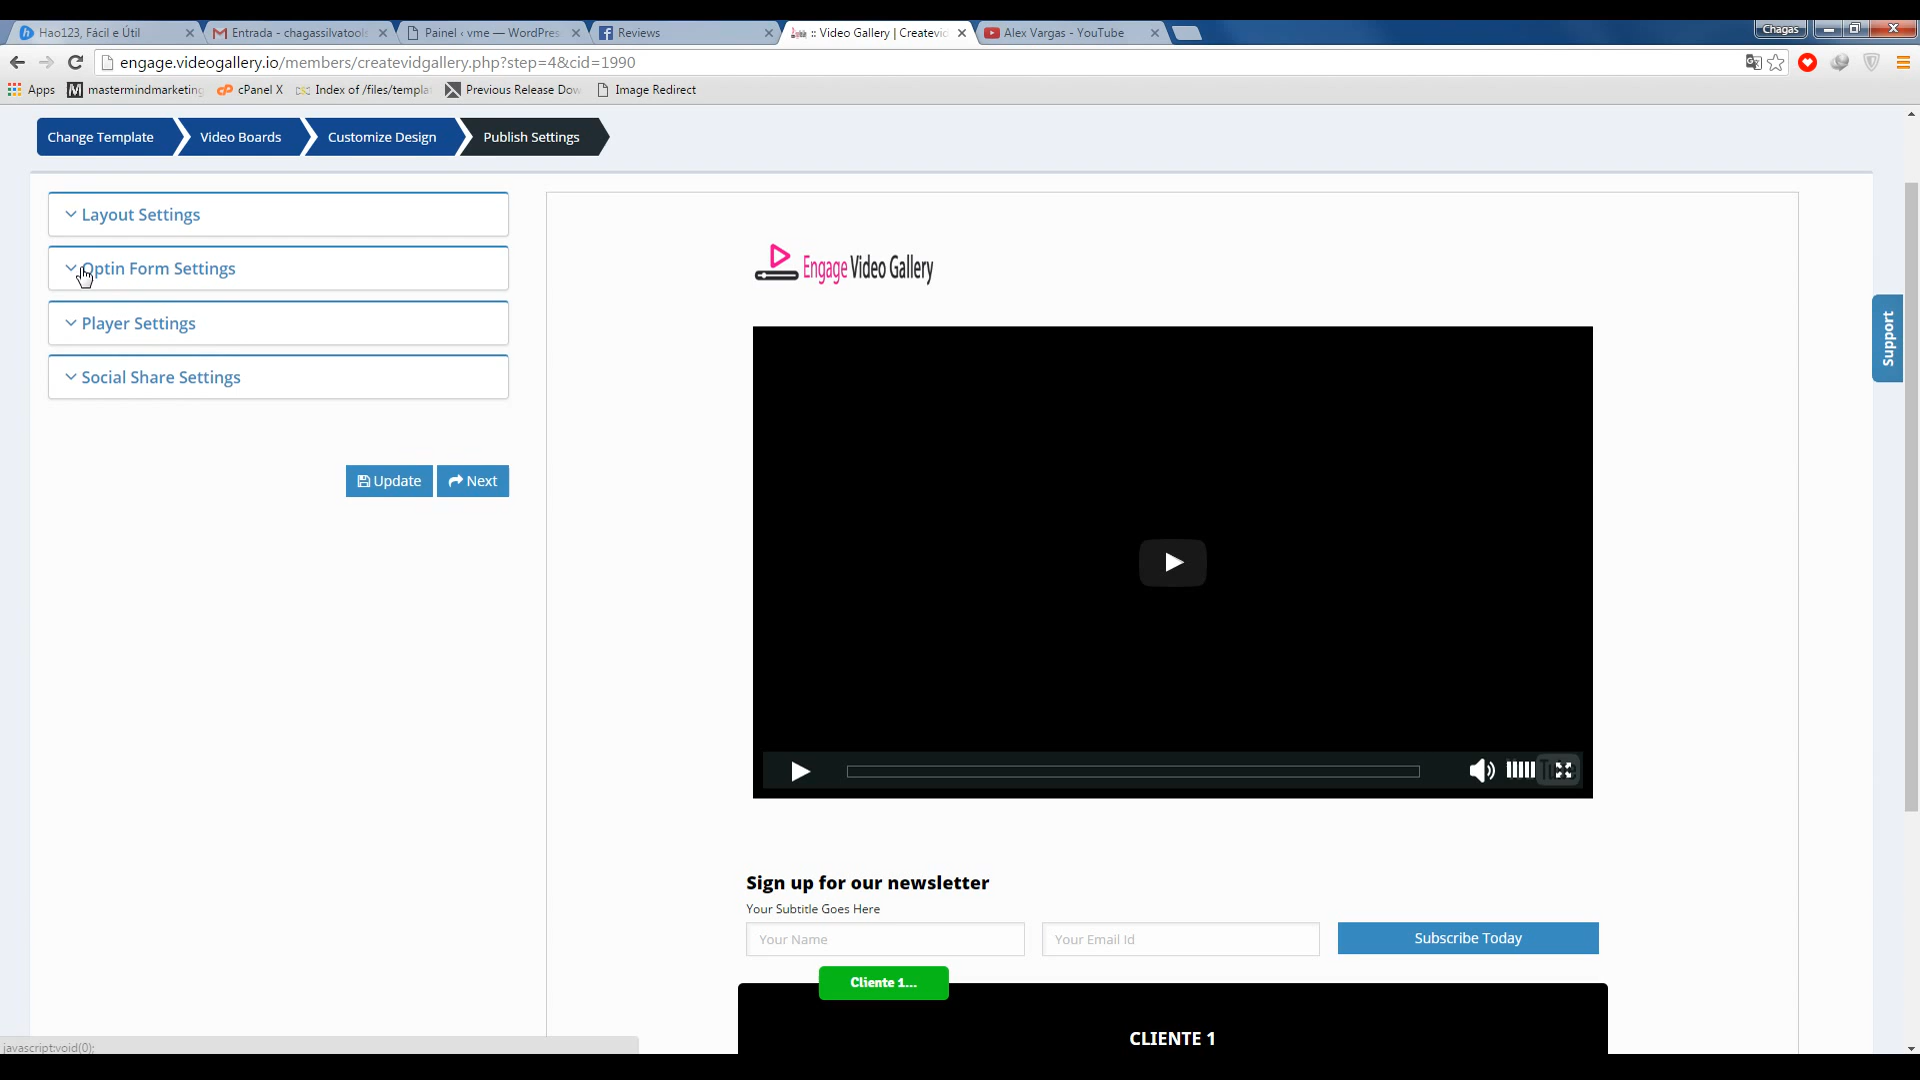 Hao123, Fácil e Útil
Entrada - chagassilvatools
Painel ‹ vme — WordPres
Reviews
:: Video Gallery | Createvid
Alex Vargas - YouTube
Chagas
engage.videogallery.io/members/createvidgallery.php?step=4&cid=1990
Apps
mastermindmarketing
cPanel X
Index of /files/templat
Previous Release Dow
Image Redirect
Change Template
Video Boards
Customize Design
Publish Settings
Layout Settings
Optin Form Settings
Player Settings
Social Share Settings
Update
Next
Engage Video Gallery
Support
Sign up for our newsletter
Your Subtitle Goes Here
Your Name
Your Email Id
Subscribe Today
Cliente 1...
CLIENTE 1
javascript:void(0);